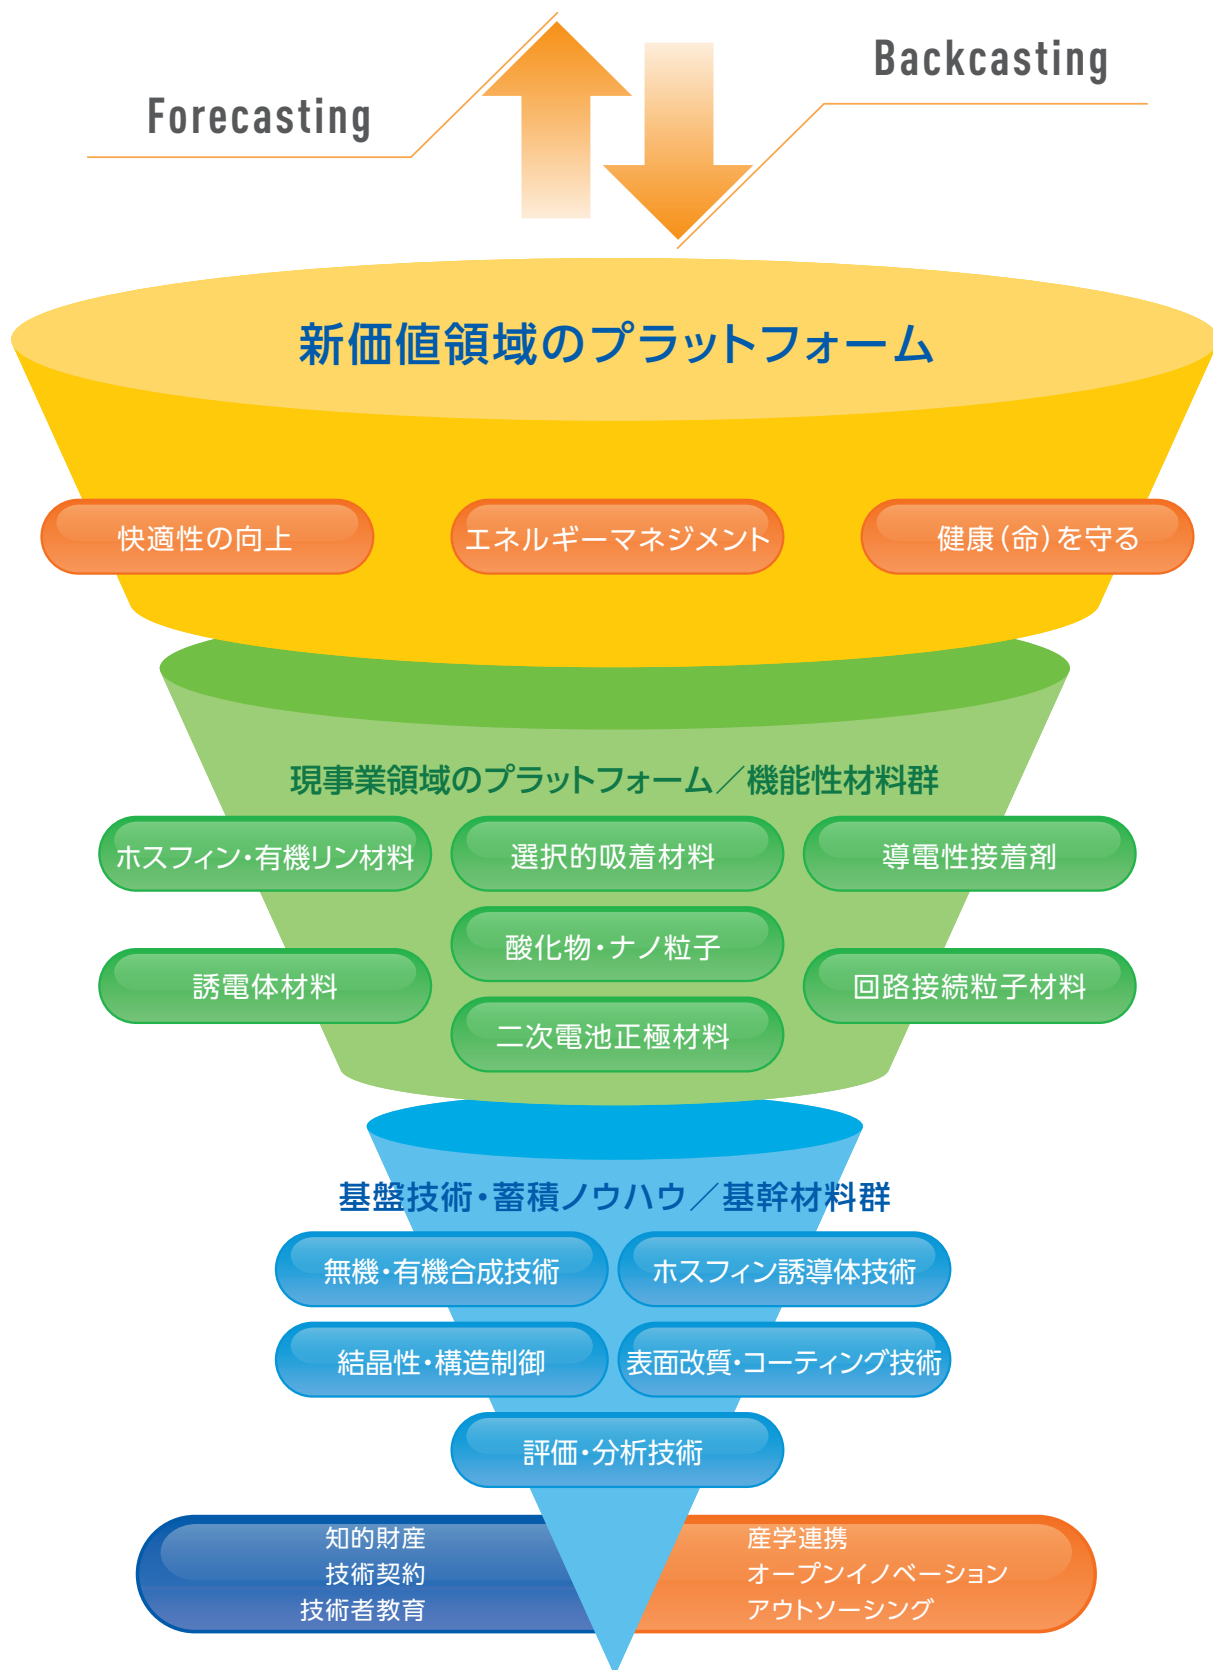 Forecasting
Backcasting
新価値領域のプラットフォーム
快適性の向上
エネルギーマネジメント
健康(命)を守る
現事業領域のプラットフォーム/機能性材料群
ホスフィン・有機リン材料
選択的吸着材料
導電性接着剤
酸化物・ナノ粒子
誘電体材料
回路接続粒子材料
二次電池正極材料
基盤技術・蓄積ノウハウ/基幹材料群
無機・有機合成技術
ホスフィン誘導体技術
結晶性・構造制御
表面改質・コーティング技術
評価・分析技術
知的財産
技術契約
技術者教育
産学連携
オープンイノベーション
アウトソーシング